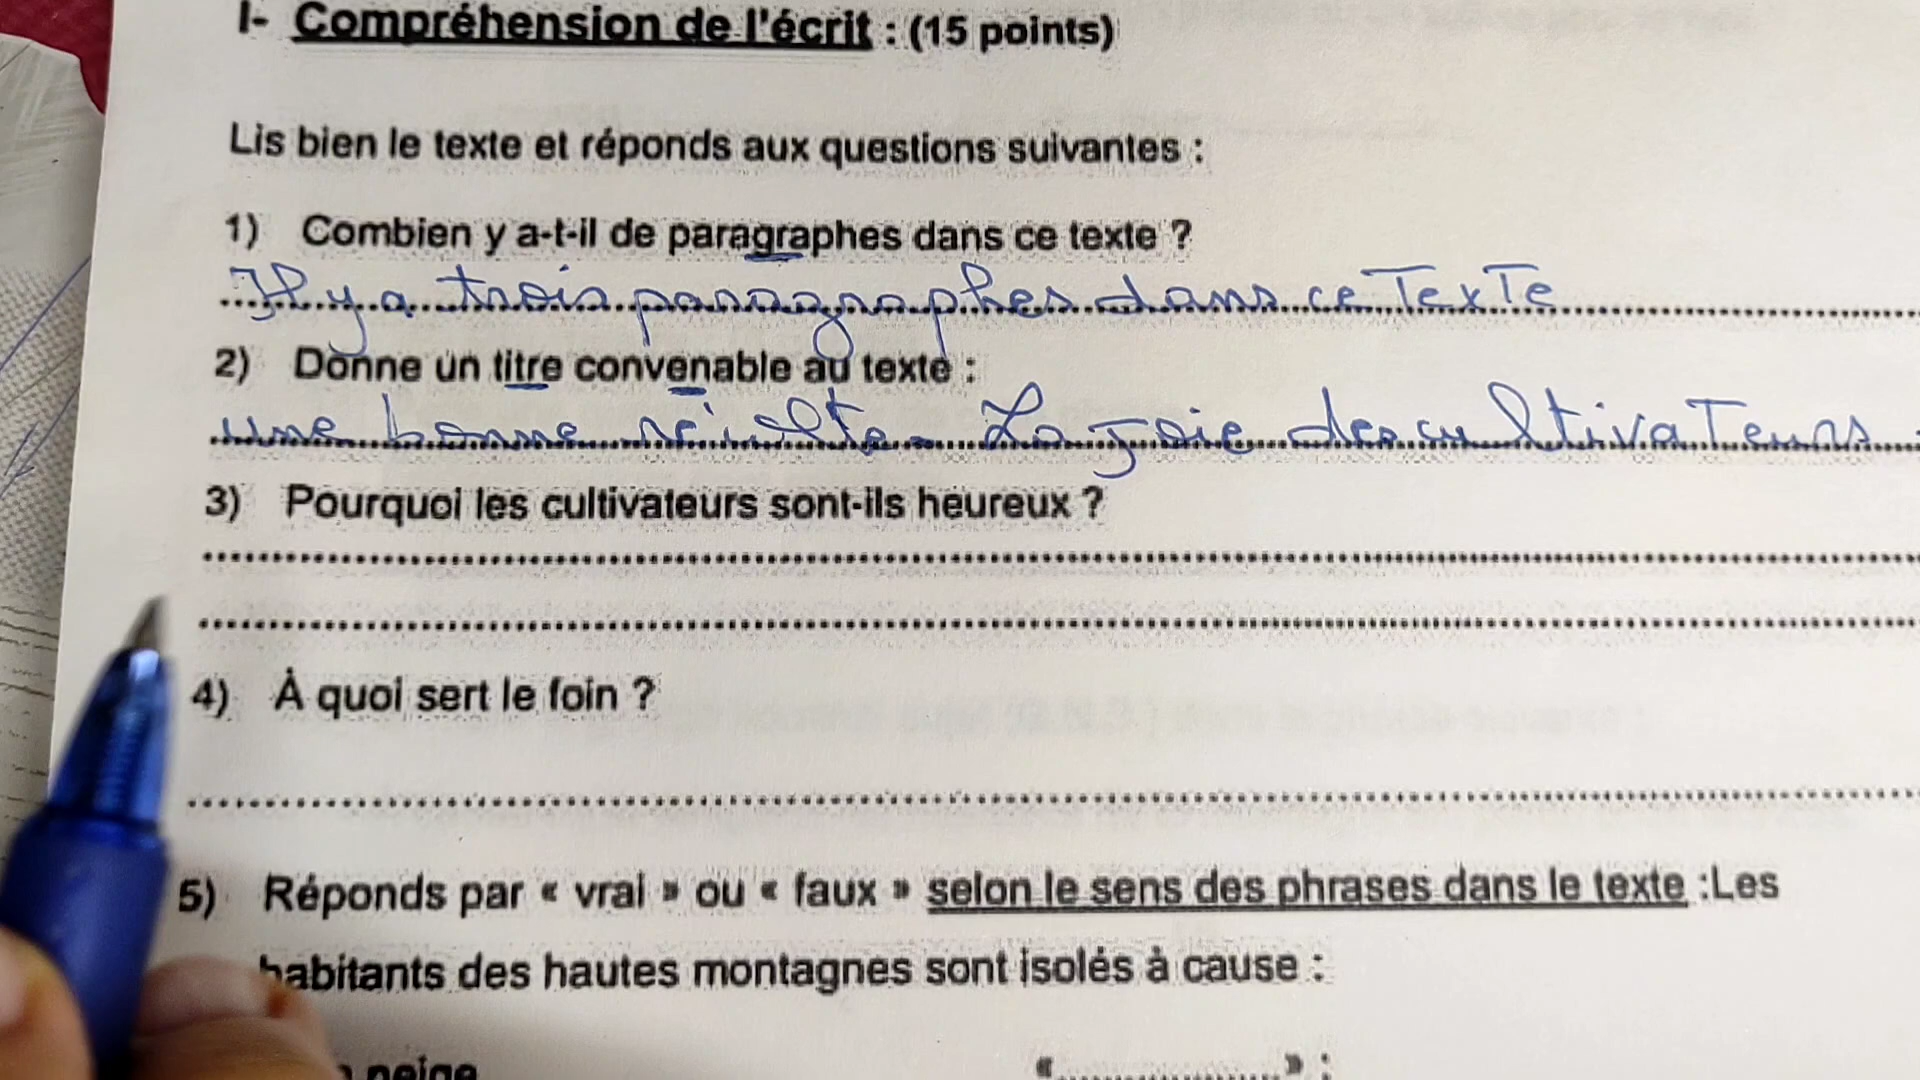 I- Compréhension de l'écrit : (15 points)
Lis bien le texte et réponds aux questions suivantes :
1) Combien y a-t-il de paragraphes dans ce texte ?
Il y a trois paragraphes dans ce Texte
2) Donne un titre convenable au texte :
une bonne . La joie des cultivateurs
3) Pourquoi les cultivateurs sont-ils heureux ?
4) À quoi sert le foin ?
5) Réponds par « vrai » ou « faux » selon le sens des phrases dans le texte :Les
habitants des hautes montagnes sont isolés à cause :
neige «....................» :